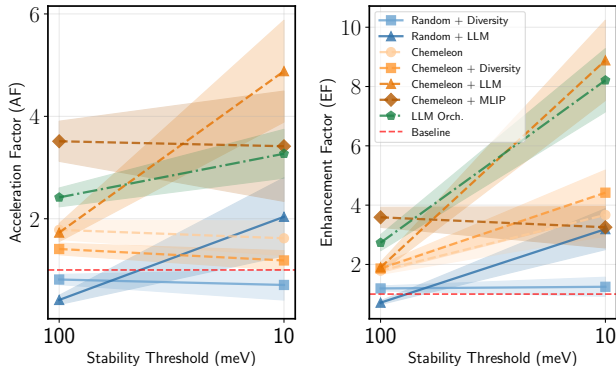 6
4
2
100
10
Acceleration Factor (AF)
Stability Threshold (meV)
10
8
6
4
2
100
10
Enhancement Factor (EF)
Stability Threshold (meV)
Random + Diversity
Random + LLM
Chemeleon
Chemeleon + Diversity
Chemeleon + LLM
Chemeleon + MLIP
LLM Orch.
Baseline